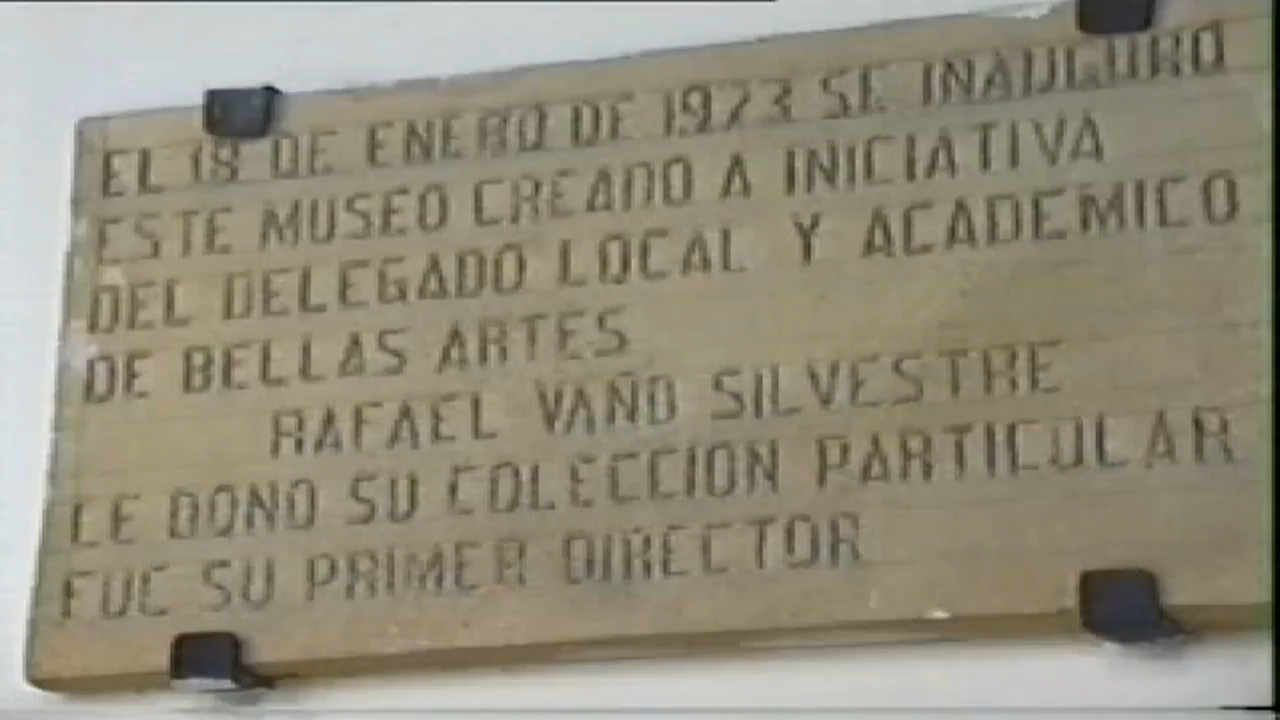 EL 18 DE ENERO DE 1973 SE INAUGURO
ESTE MUSEO CREADO A INICIATIVA
DEL DELEGADO LOCAL Y ACADEMICO
DE BELLAS ARTES
RAFAEL VAÑO SILVESTRE
LE DONO SU COLECCION PARTICULAR
FUE SU PRIMER DIRECTOR